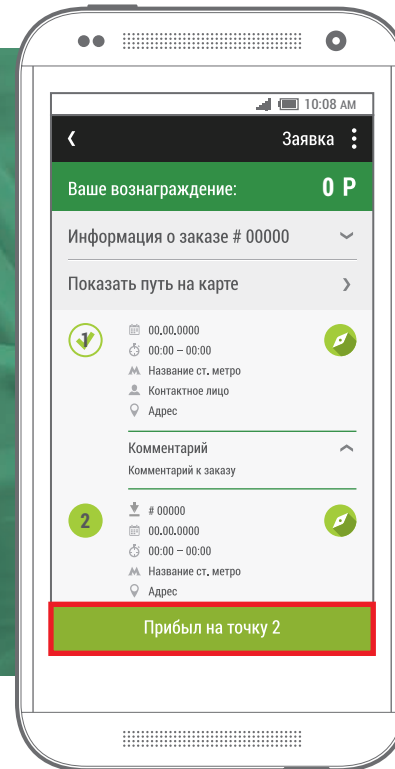 10:08 AM
Заявка
Ваше вознаграждение: 0 Р
Информация о заказе # 00000
Показать путь на карте
1
00.00.0000
00:00 – 00:00
Название ст. метро
Контактное лицо
Адрес
Комментарий
Комментарий к заказу
2
# 00000
00.00.0000
00:00 – 00:00
Название ст. метро
Адрес
Прибыл на точку 2